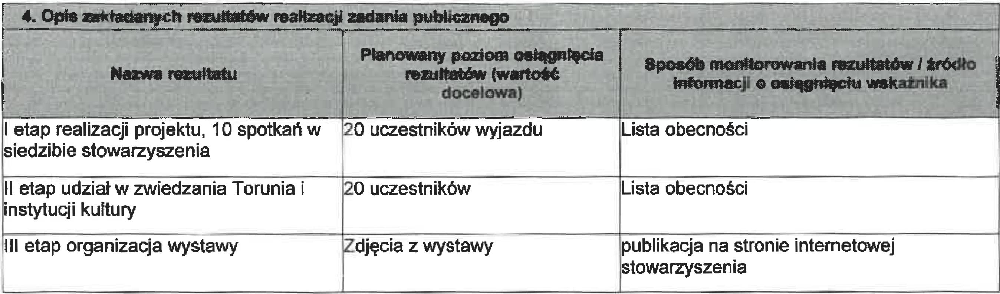 4. Opis zakładanych rezultatów realizacji zadania publicznego
Nazwa rezultatu
Planowany poziom osiągnięcia
rezultatów (wartość
docelowa)
Sposób monitorowania rezultatów / źródło
informacji o osiągnięciu wskaźnika
I etap realizacji projektu, 10 spotkań w
siedzibie stowarzyszenia
20 uczestników wyjazdu
Lista obecności
II etap udział w zwiedzania Torunia i
instytucji kultury
20 uczestników
Lista obecności
III etap organizacja wystawy
Zdjęcia z wystawy
publikacja na stronie internetowej
stowarzyszenia